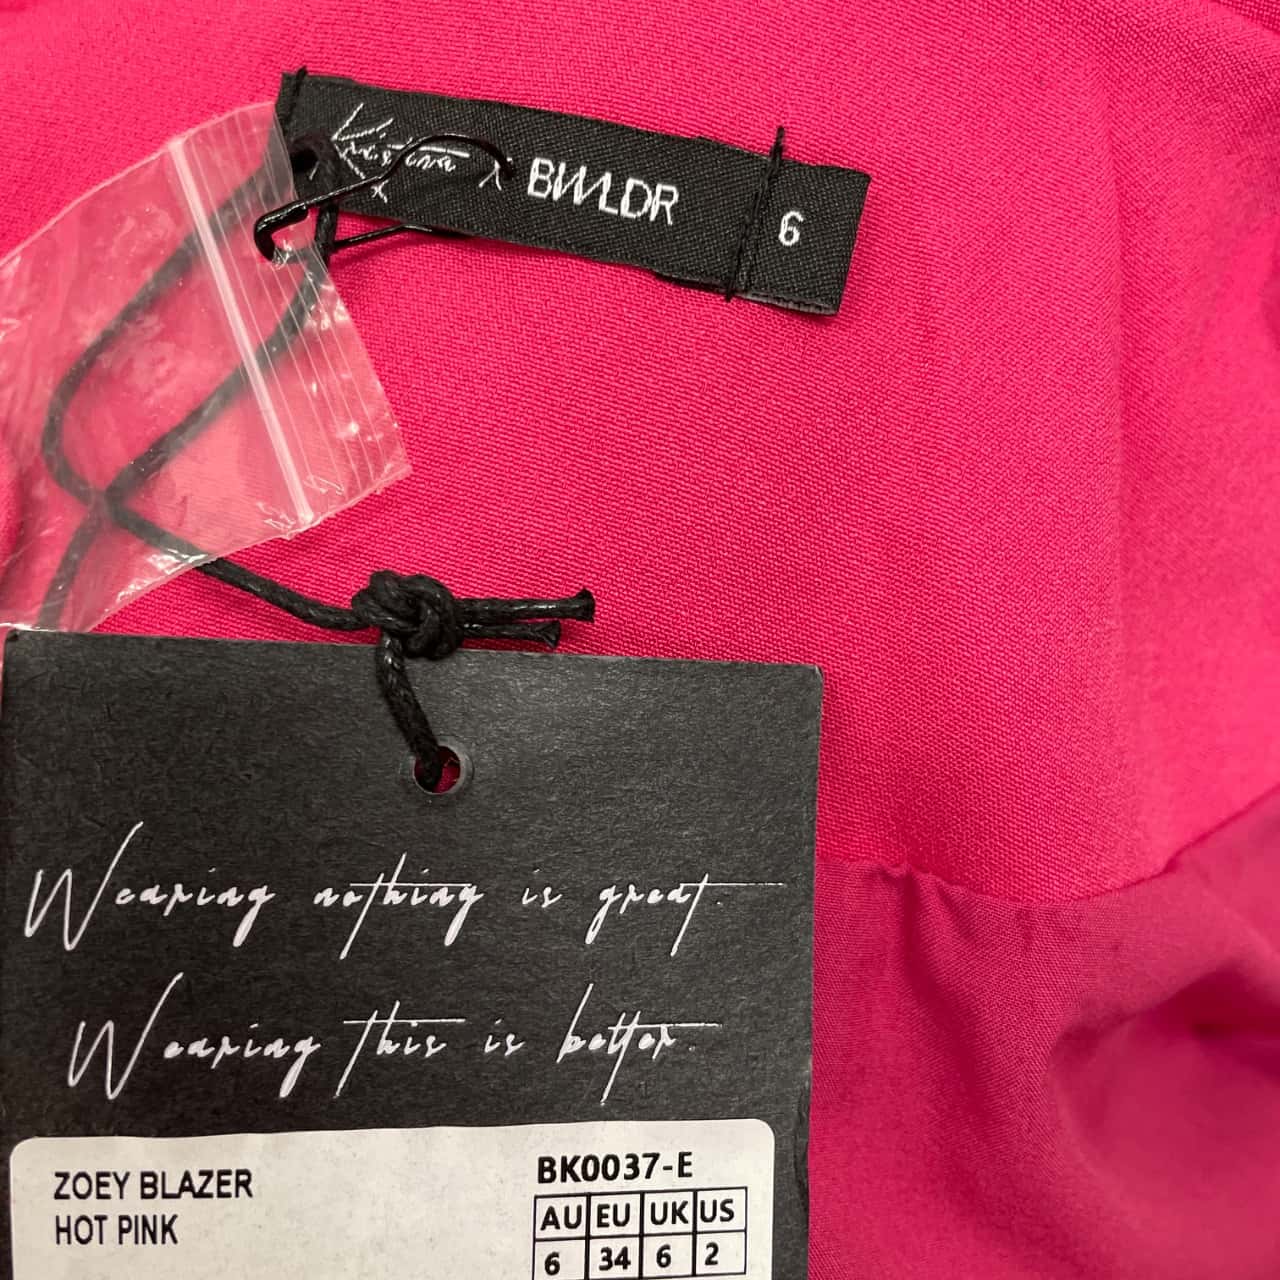 Kristina X BWLDR
x
6
Wearing nothing is great.
Wearing this is better.
ZOEY BLAZER
HOT PINK
BK0037-E
AU EU UK US
6 34 6 2